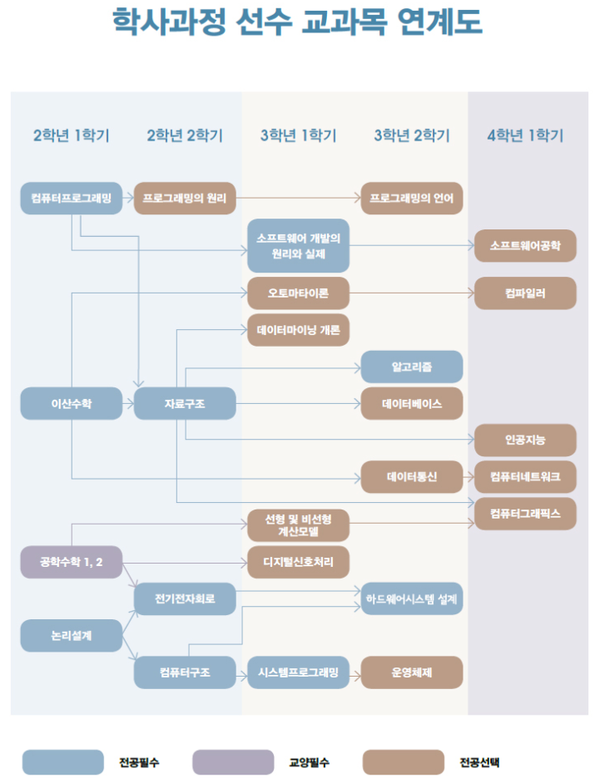 학사과정 선수 교과목 연계도
2학년 1학기 2학년 2학기 3학년 1학기 3학년 2학기 4학년 1학기
컴퓨터프로그래밍 프로그래밍의 원리 프로그래밍의 언어
소프트웨어 개발의
원리와 실제
소프트웨어공학
오토마타이론 컴파일러
데이터마이닝 개론
알고리즘
이산수학 자료구조 데이터베이스
인공지능
데이터통신 컴퓨터네트워크
컴퓨터그래픽스
선형 및 비선형
계산모델
공학수학 1, 2 디지털신호처리
전기전자회로 하드웨어시스템 설계
논리설계
컴퓨터구조 시스템프로그래밍 운영체제
전공필수 교양필수 전공선택